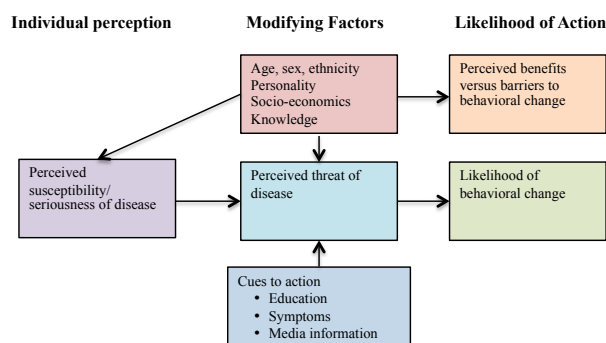 Individual perception
Modifying Factors
Likelihood of Action
Age, sex, ethnicity
Personality
Socio-economics
Knowledge
Perceived benefits
versus barriers to
behavioral change
Perceived
susceptibility/
seriousness of disease
Perceived threat of
disease
Likelihood of
behavioral change
Cues to action
• Education
• Symptoms
• Media information